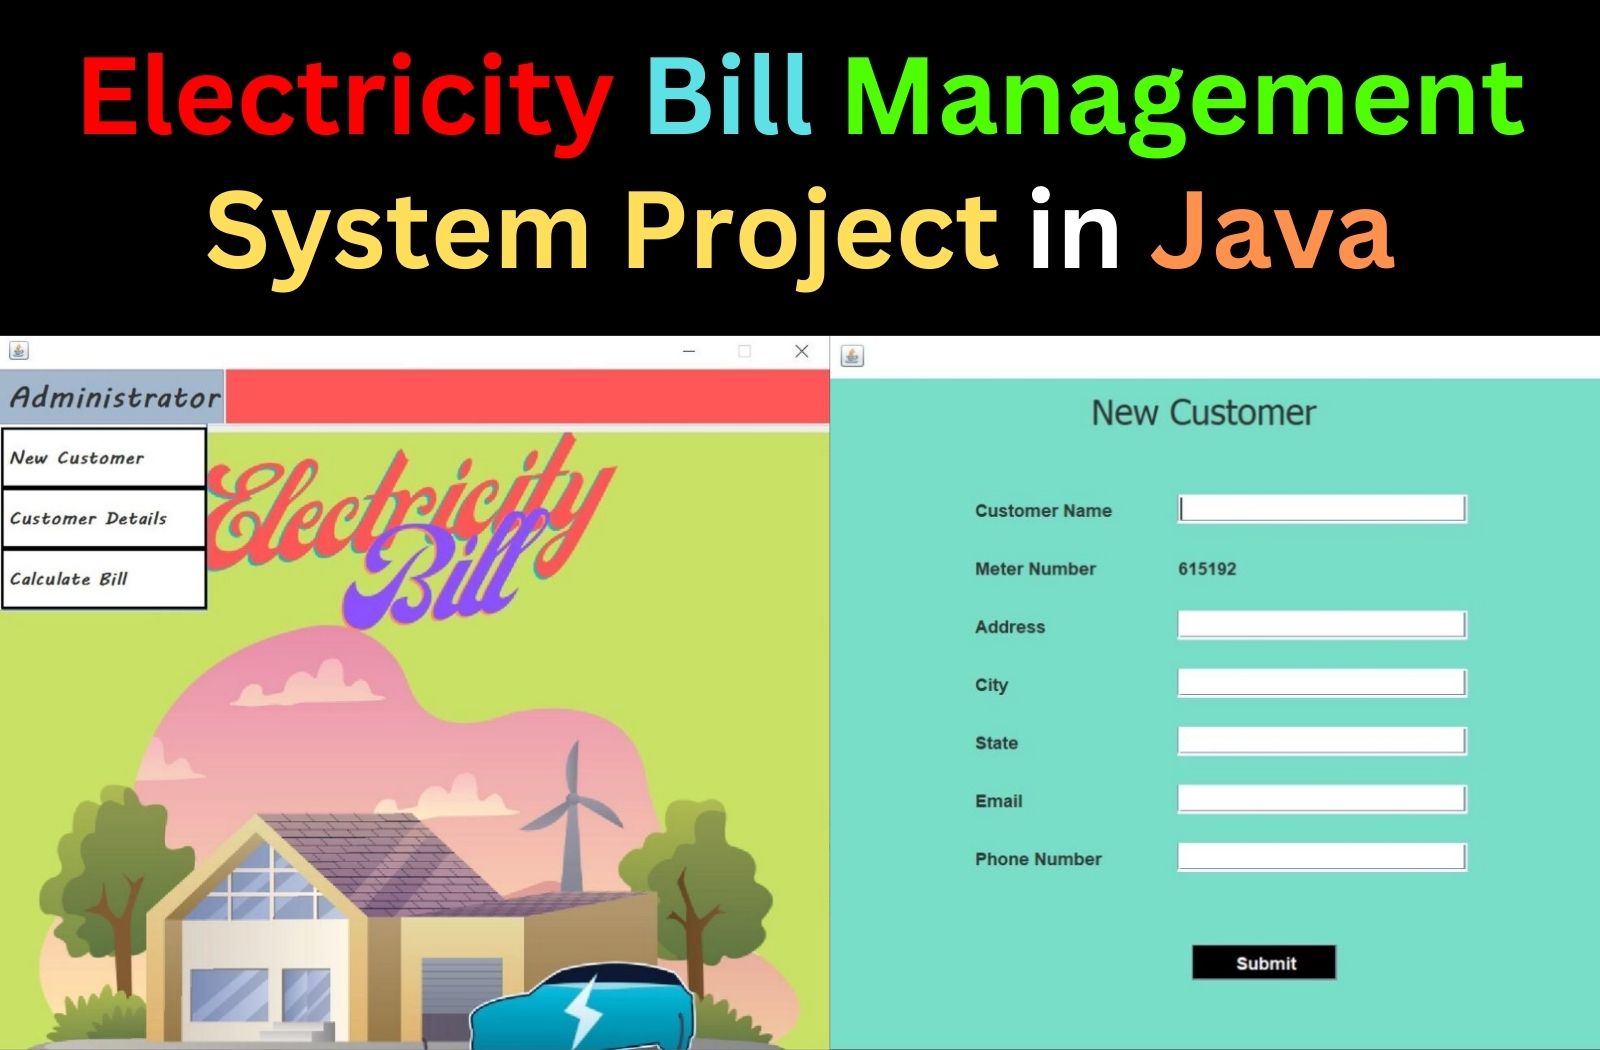 Electricity Bill Management
System Project in Java
Administrator
New Customer
Customer Details
Calculate Bill
Electricity
Bill
New Customer
Customer Name
Meter Number 615192
Address
City
State
Email
Phone Number
Submit